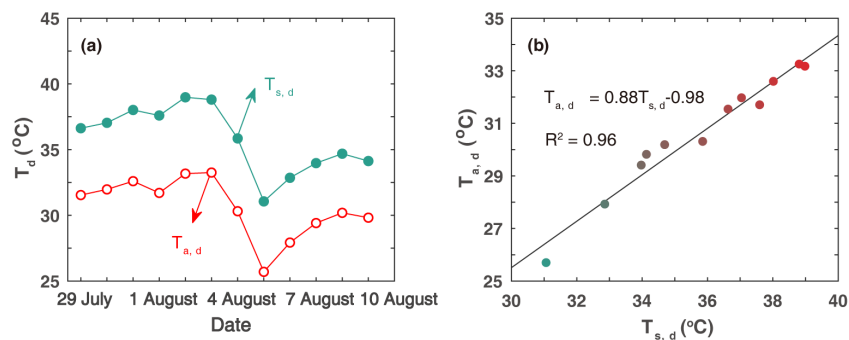 (a)
45
40
35
30
25
T_d (°C)
T_s, d
T_a, d
29 July 1 August 4 August 7 August 10 August
Date
(b)
35
33
31
29
27
25
T_a, d (°C)
T_a, d = 0.88T_s, d-0.98
R² = 0.96
30 32 34 36 38 40
T_s, d (°C)